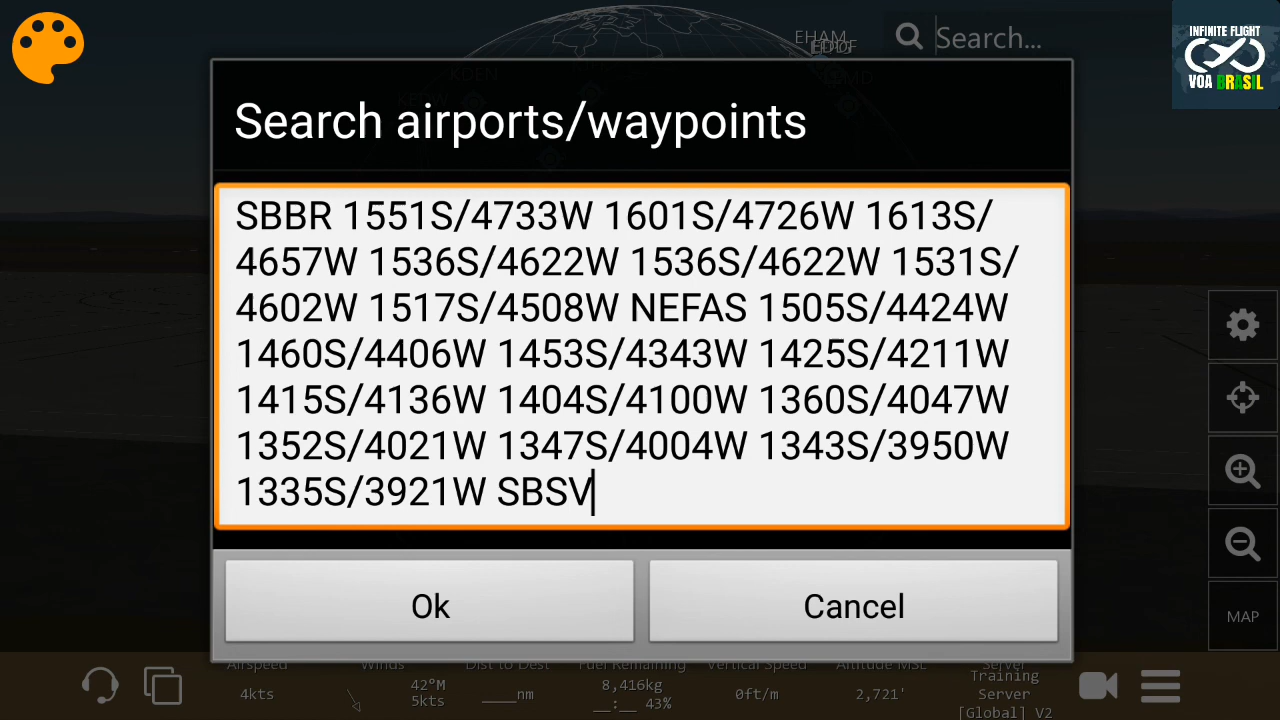 EHAM
Search...
INFINITE FLIGHT
VOA BRASIL
Search airports/waypoints
SBBR 1551S/4733W 1601S/4726W 1613S/
4657W 1536S/4622W 1536S/4622W 1531S/
4602W 1517S/4508W NEFAS 1505S/4424W
1460S/4406W 1453S/4343W 1425S/4211W
1415S/4136W 1404S/4100W 1360S/4047W
1352S/4021W 1347S/4004W 1343S/3950W
1335S/3921W SBSV
Ok
Cancel
MAP
Airspeed
4kts
Winds
42°M
5kts
Dist to Dest
____nm
Fuel Remaining
8,416kg
__:__ 43%
Vertical Speed
0ft/m
Altitude MSL
2,721'
Server
Training
Server
[Global] V2